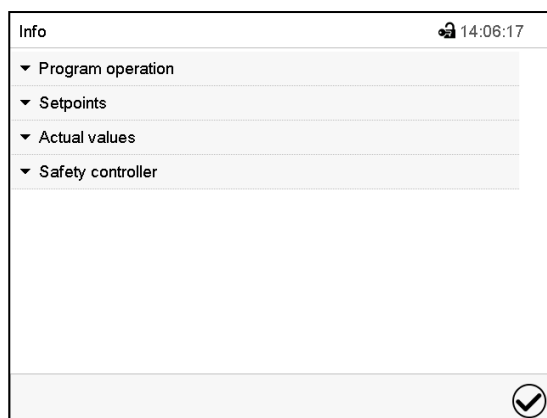 Info
14:06:17
Program operation
Setpoints
Actual values
Safety controller